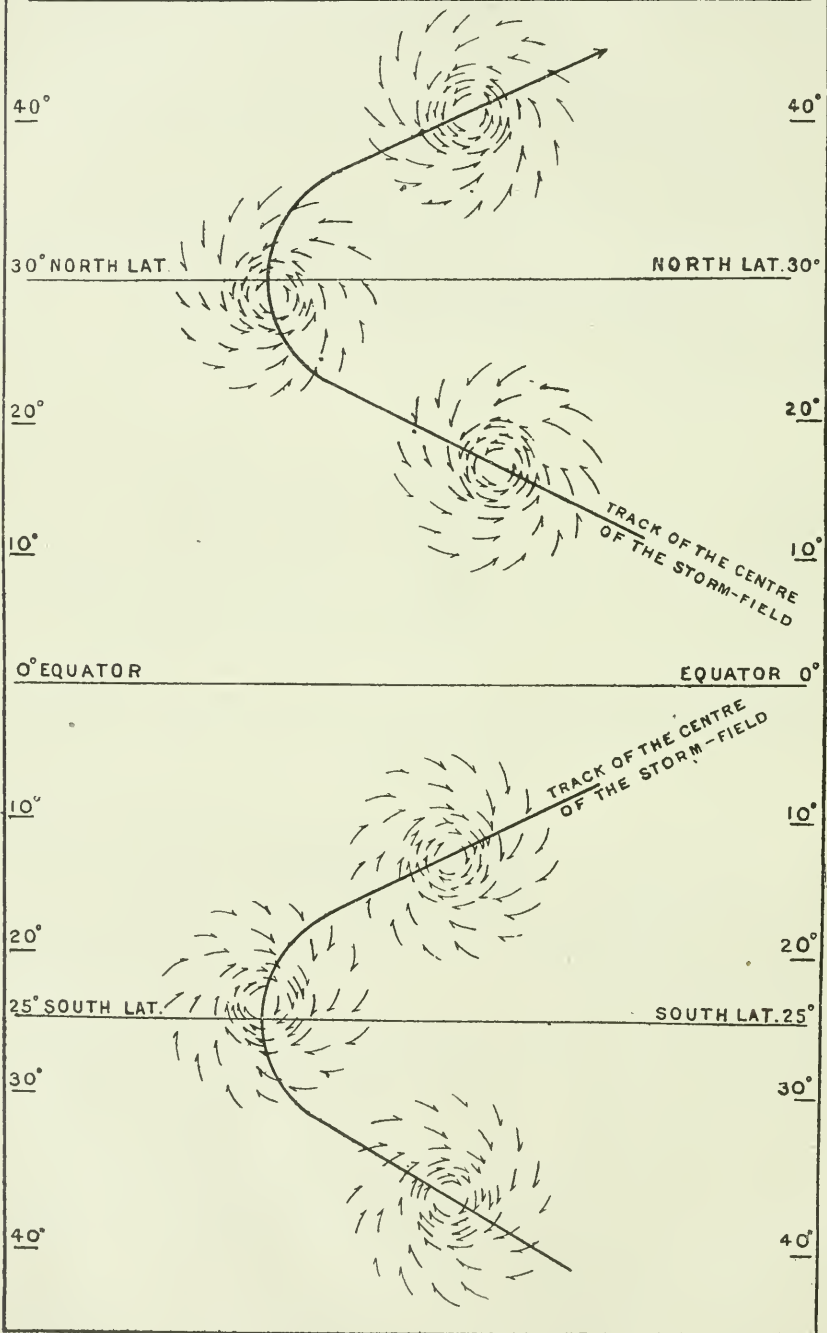 40° 40°
30° NORTH LAT. NORTH LAT. 30°
20° 20°
10° 10°
TRACK OF THE CENTRE
OF THE STORM-FIELD
0° EQUATOR EQUATOR 0°
TRACK OF THE CENTRE
OF THE STORM-FIELD
10° 10°
20° 20°
25° SOUTH LAT. SOUTH LAT. 25°
30° 30°
40° 40°